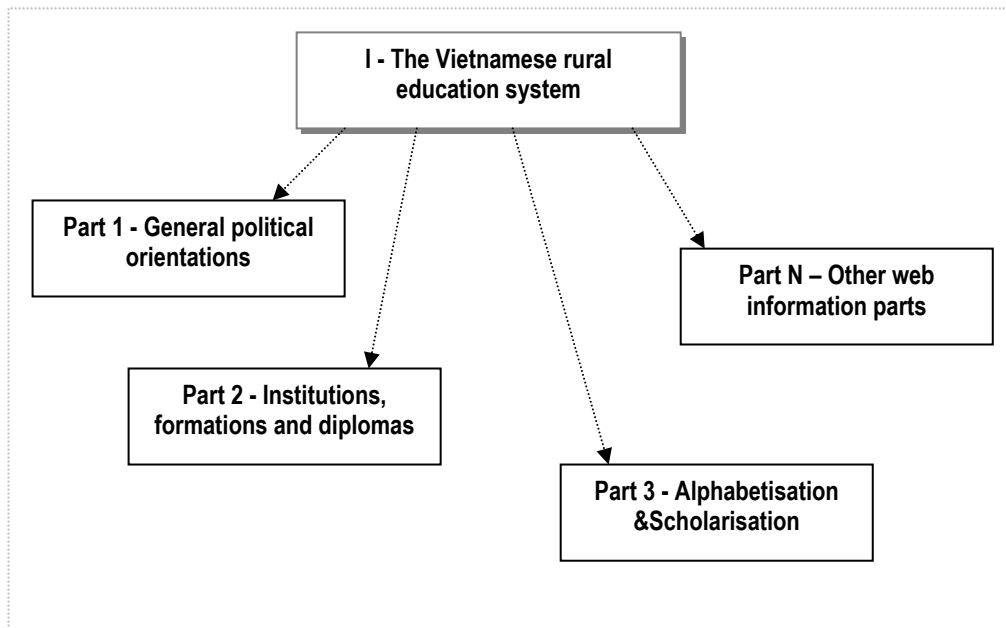 I - The Vietnamese rural
education system
Part 1 - General political
orientations
Part N – Other web
information parts
Part 2 - Institutions,
formations and diplomas
Part 3 - Alphabetisation
&Scholarisation